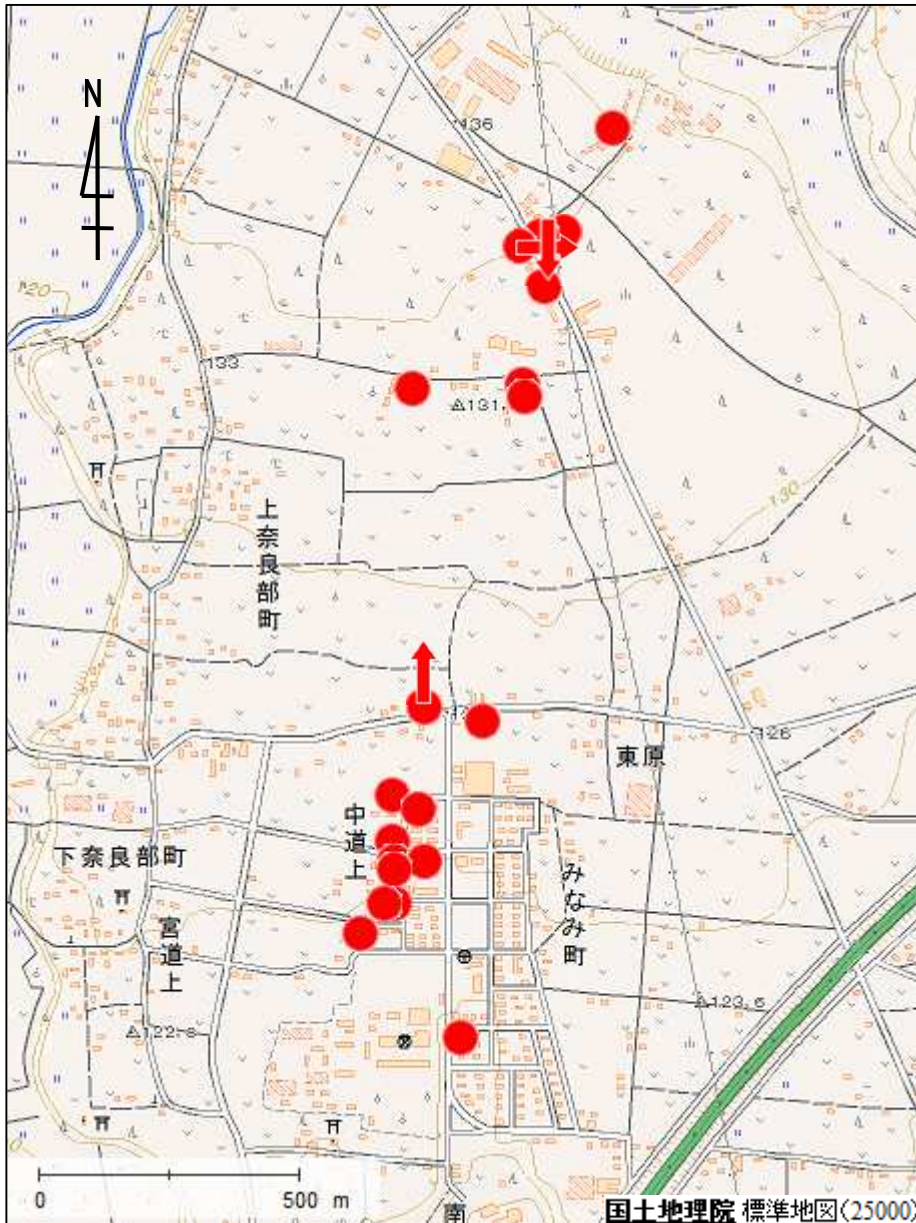 N
136
133
131.
130
上奈良部町
126
東原
中道上
みなみ町
下奈良部町
宮道上
123.6
122.8
0 500 m
南
国土地理院 標準地図(25000)